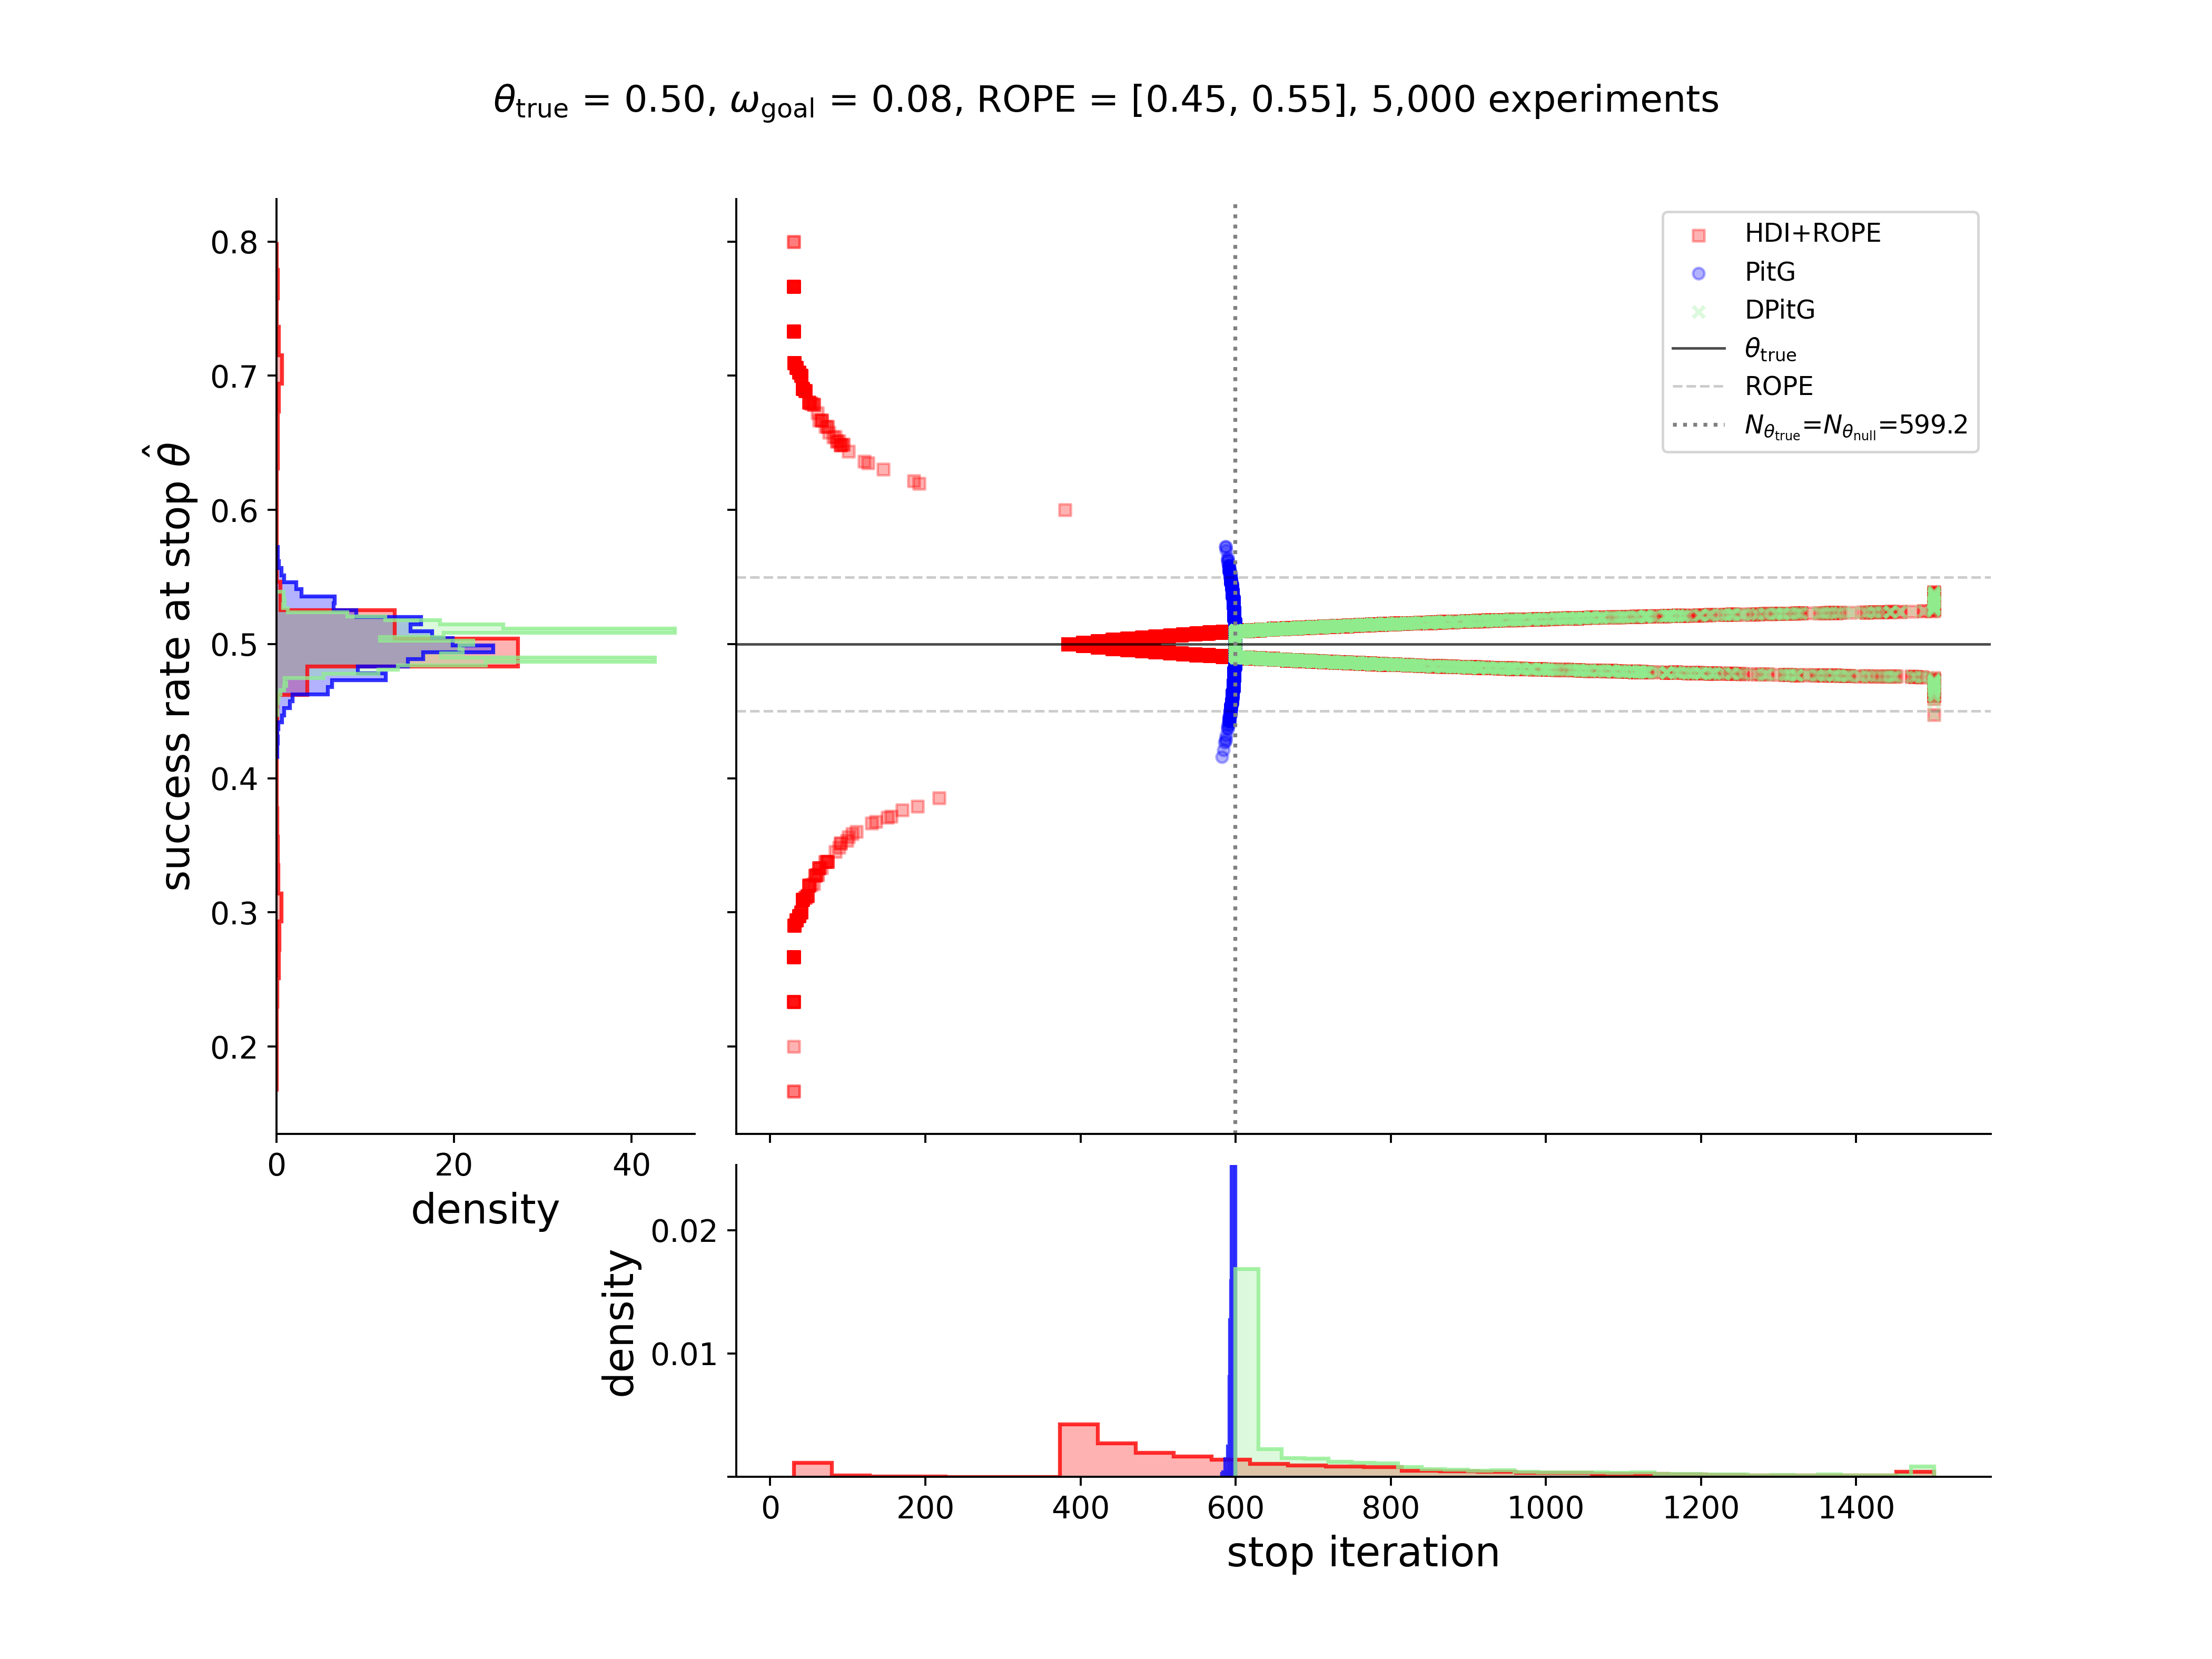 θtrue = 0.50, ωgoal = 0.08, ROPE = [0.45, 0.55], 5,000 experiments
success rate at stop θ̂
0.8
0.7
0.6
0.5
0.4
0.3
0.2
0
20
40
density
HDI+ROPE
PitG
DPitG
θtrue
ROPE
Nθtrue=Nθnull=599.2
density
0.02
0.01
0
200
400
600
800
1000
1200
1400
stop iteration